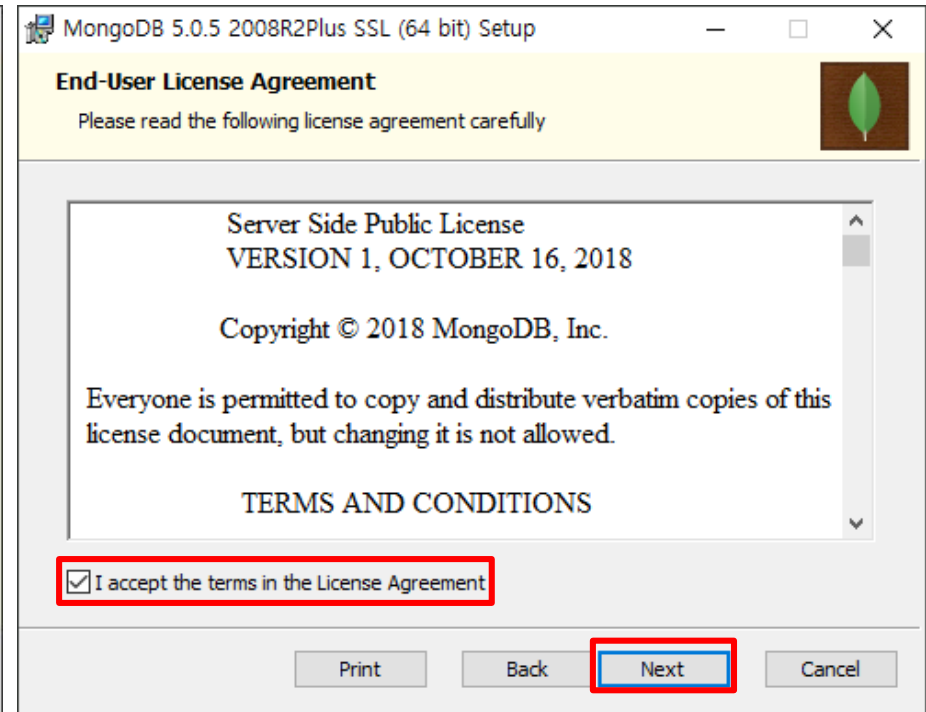 MongoDB 5.0.5 2008R2Plus SSL (64 bit) Setup
End-User License Agreement
Please read the following license agreement carefully
Server Side Public License
VERSION 1, OCTOBER 16, 2018
Copyright © 2018 MongoDB, Inc.
Everyone is permitted to copy and distribute verbatim copies of this
license document, but changing it is not allowed.
TERMS AND CONDITIONS
I accept the terms in the License Agreement
Print Back Next Cancel